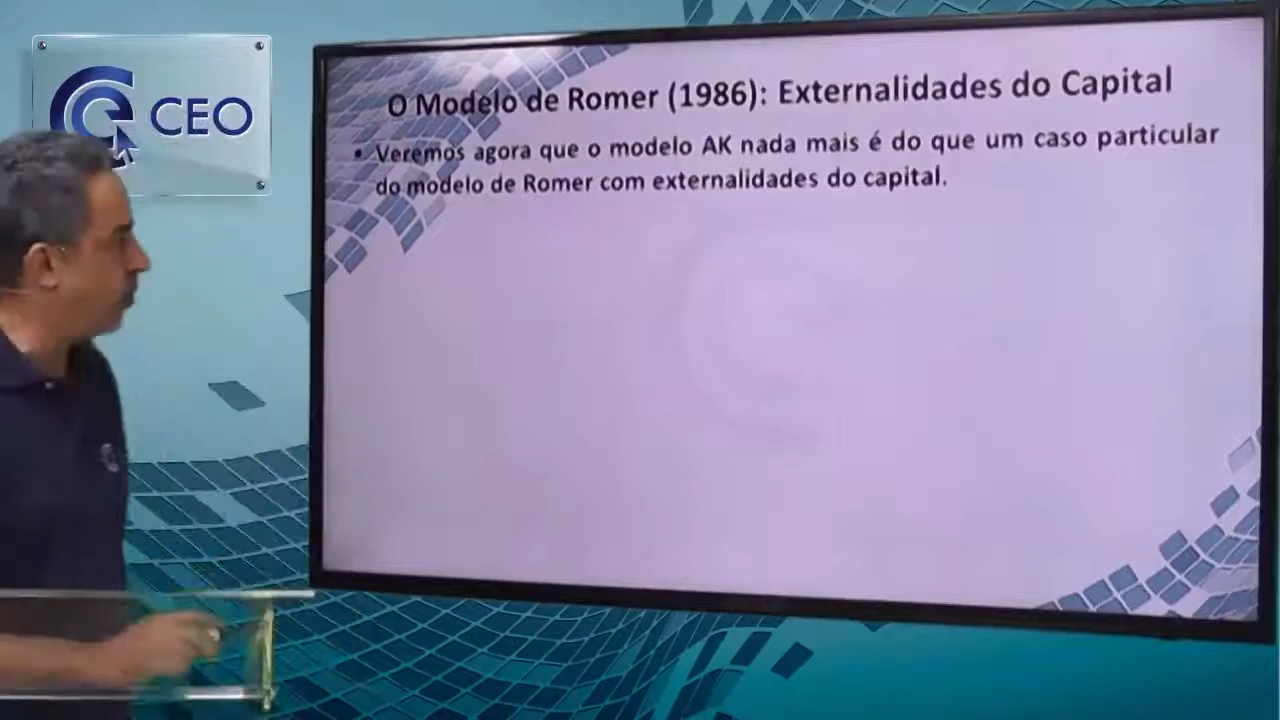 CEO
O Modelo de Romer (1986): Externalidades do Capital
• Veremos agora que o modelo AK nada mais é do que um caso particular
do modelo de Romer com externalidades do capital.